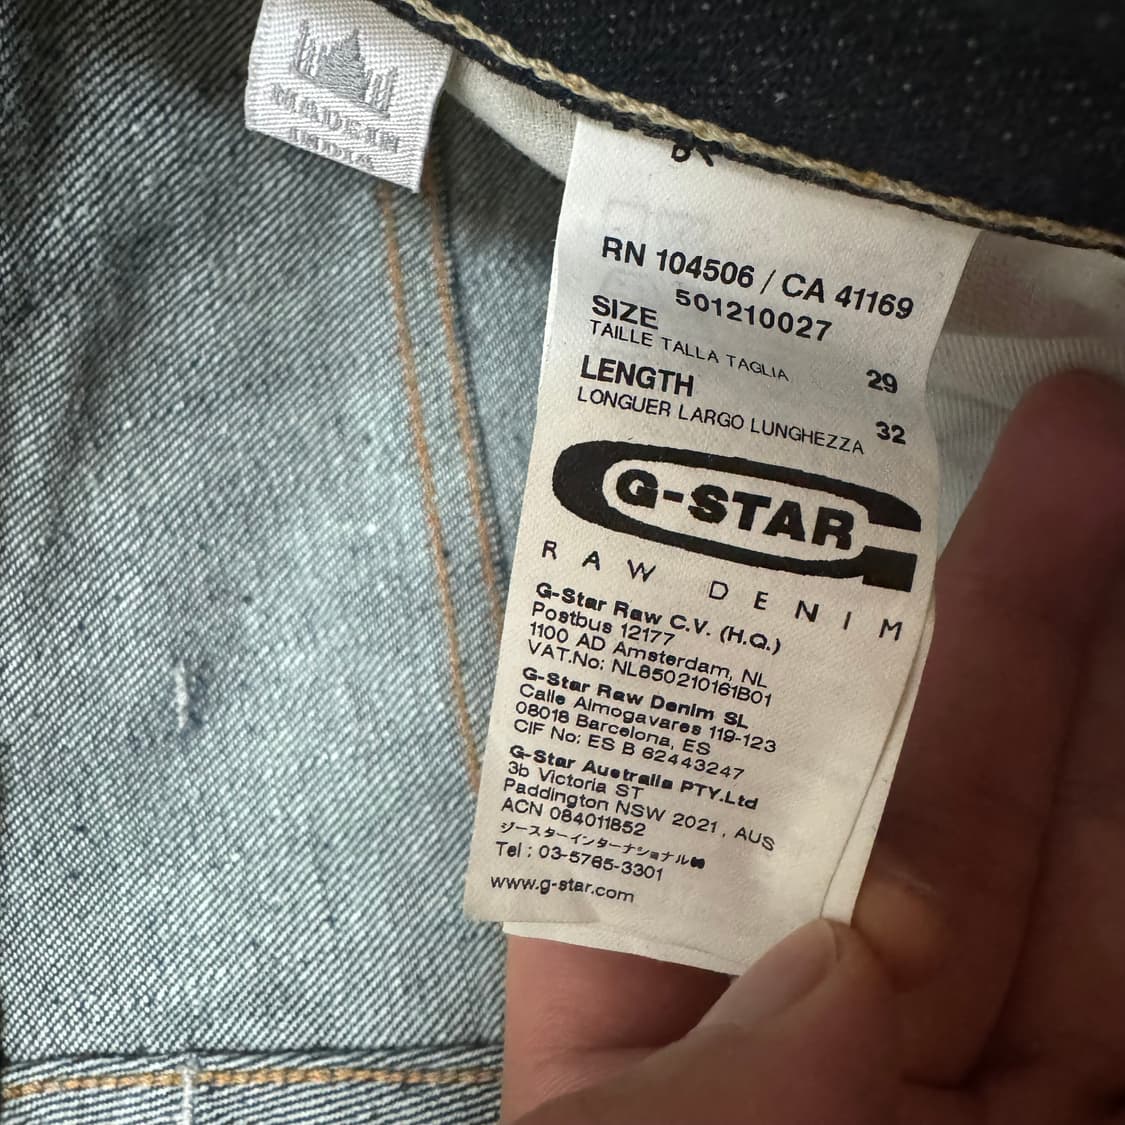 MADE IN
INDIA
RN 104506 / CA 41169
501210027
SIZE
TAILLE TALLA TAGLIA 29
LENGTH
LONGUER LARGO LUNGHEZZA 32
G-STAR
RAW DENIM
G-Star Raw C.V. (H.Q.)
Postbus 12177
1100 AD Amsterdam, NL
VAT.No: NL850210161B01
G-Star Raw Denim SL
Calle Almogavares 119-123
08018 Barcelona, ES
CIF No: ES B 62443247
G-Star Australia PTY.Ltd
3b Victoria ST
Paddington NSW 2021, AUS
ACN 084011852
ジースターインターナショナル
Tel : 03-5765-3301
www.g-star.com